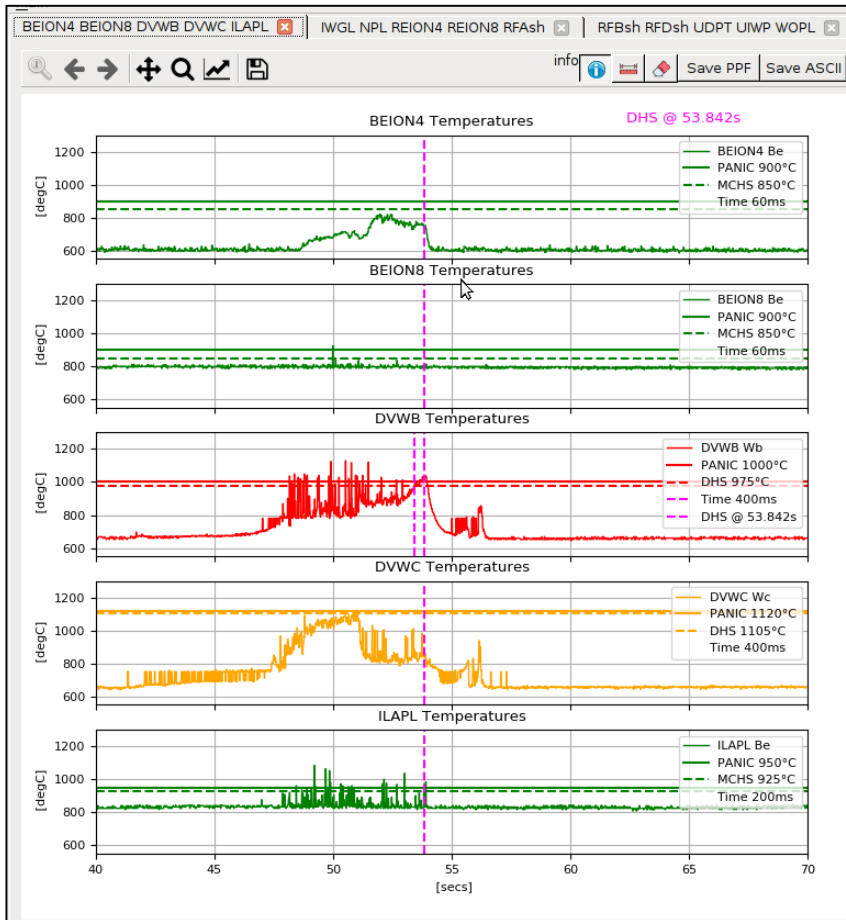 BEION4 BEION8 DVWB DVWC ILAPL
IWGL NPL REION4 REION8 RFAsh
RFBsh RFDsh UDPT UIWP WOPL
info
Save PPF
Save ASCII
DHS @ 53.842s
BEION4 Temperatures
[degC]
1200
1000
800
600
BEION4 Be
PANIC 900°C
MCHS 850°C
Time 60ms
BEION8 Temperatures
[degC]
1200
1000
800
600
BEION8 Be
PANIC 900°C
MCHS 850°C
Time 60ms
DVWB Temperatures
[degC]
1200
1000
800
600
DVWB Wb
PANIC 1000°C
DHS 975°C
Time 400ms
DHS @ 53.842s
DVWC Temperatures
[degC]
1200
1000
800
600
DVWC Wc
PANIC 1120°C
DHS 1105°C
Time 400ms
ILAPL Temperatures
[degC]
1200
1000
800
600
ILAPL Be
PANIC 950°C
MCHS 925°C
Time 200ms
40 45 50 55 60 65 70
[secs]